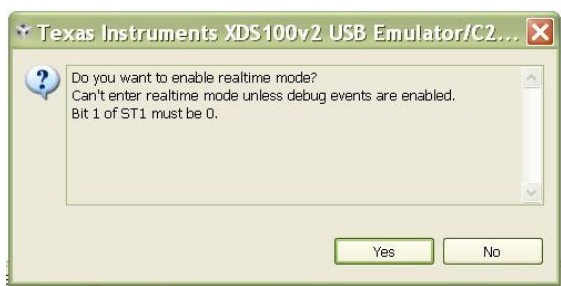 Texas Instruments XDS100v2 USB Emulator/C2...
Do you want to enable realtime mode?
Can't enter realtime mode unless debug events are enabled.
Bit 1 of ST1 must be 0.
Yes No